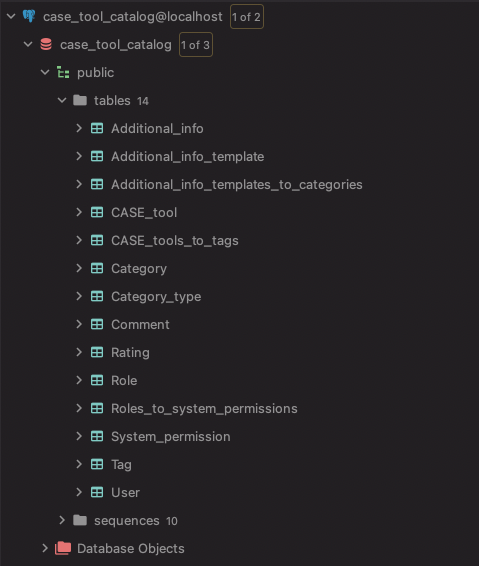 case_tool_catalog@localhost 1 of 2
case_tool_catalog 1 of 3
public
tables 14
Additional_info
Additional_info_template
Additional_info_templates_to_categories
CASE_tool
CASE_tools_to_tags
Category
Category_type
Comment
Rating
Role
Roles_to_system_permissions
System_permission
Tag
User
sequences 10
Database Objects